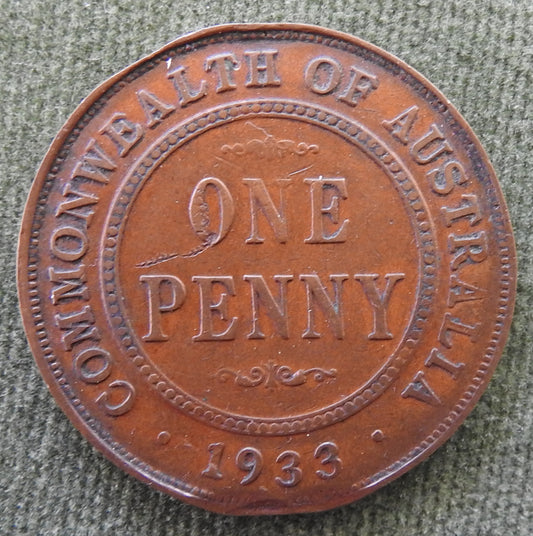 COMMONWEALTH OF AUSTRALIA
ONE
PENNY
· 1933 ·